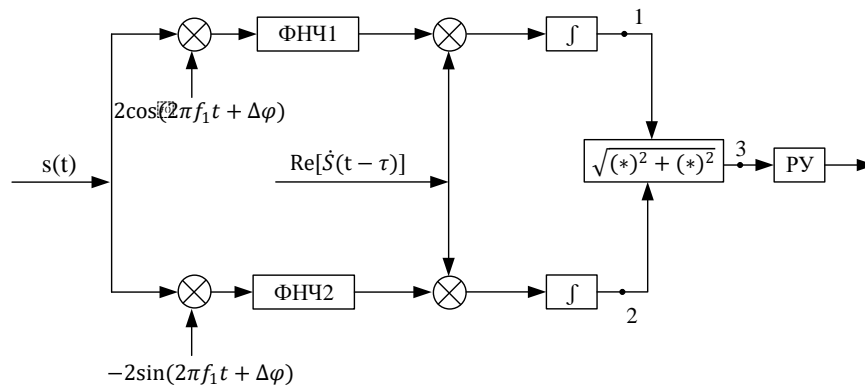 1
ФНЧ1
∫
2cos(2πf₁t + Δφ)
s(t)
Re[Ṡ(t − τ)]
√(∗)² + (∗)²
3
РУ
ФНЧ2
∫
2
−2sin(2πf₁t + Δφ)